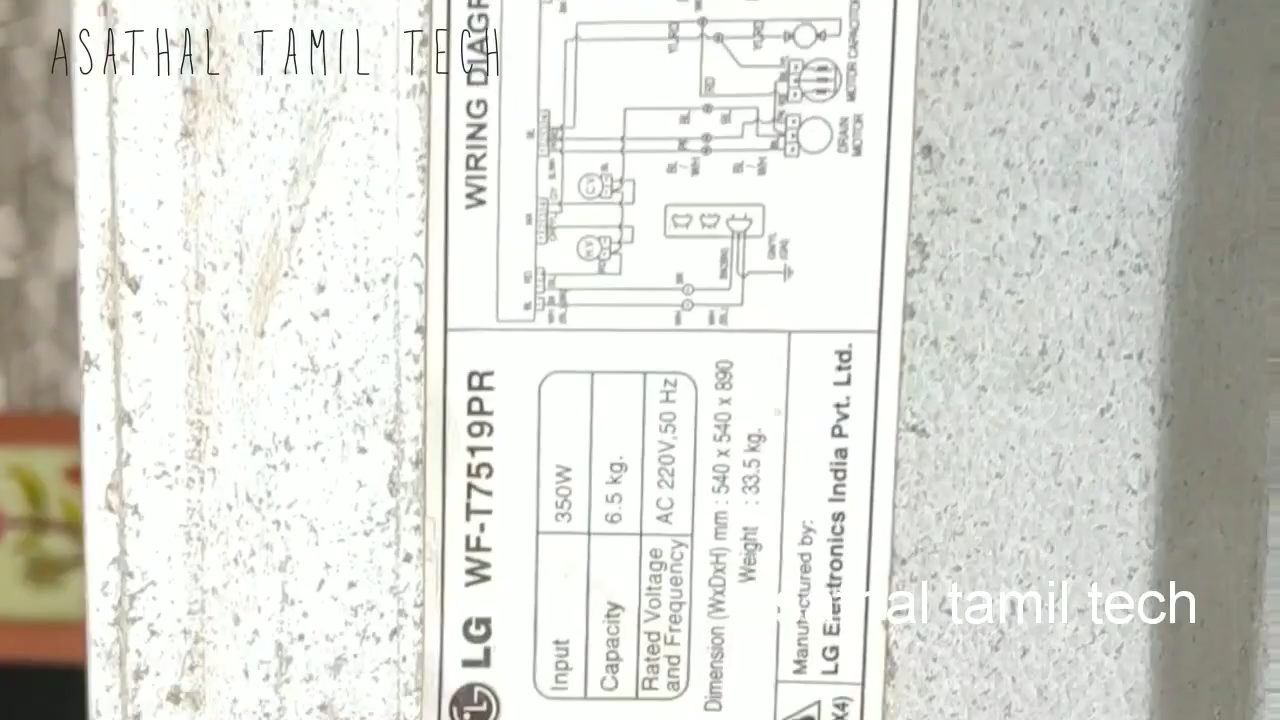 ASATHAL TAMIL TECH
WIRING DIAGR
DRAIN
MOTOR
MOTOR CAPACITOR
LG WF-T7519PR
Input 350W
Capacity 6.5 kg.
Rated Voltage
and Frequency AC 220V,50 Hz
Dimension (WxDxH) mm : 540 x 540 x 890
Weight : 33.5 kg.
Manufactured by:
LG Electronics India Pvt. Ltd.
X4)
hal tamil tech